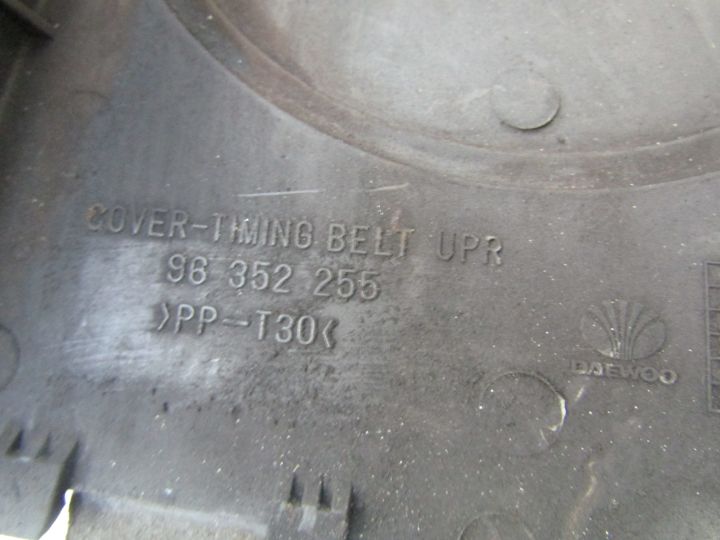 COVER-TIMING BELT UPR
96 352 255
>PP-T30<
DAEWOO